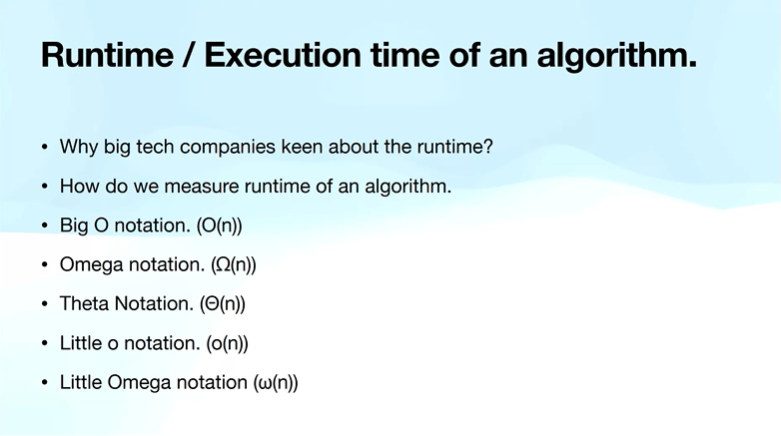 Runtime / Execution time of an algorithm.
• Why big tech companies keen about the runtime?
• How do we measure runtime of an algorithm.
• Big O notation. (O(n))
• Omega notation. (Ω(n))
• Theta Notation. (Θ(n))
• Little o notation. (o(n))
• Little Omega notation (ω(n))